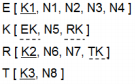 E [ K1, N1, N2, N3, N4 ]
K [ EK, N5, RK ]
R [ K2, N6, N7, TK ]
T [ K3, N8 ]